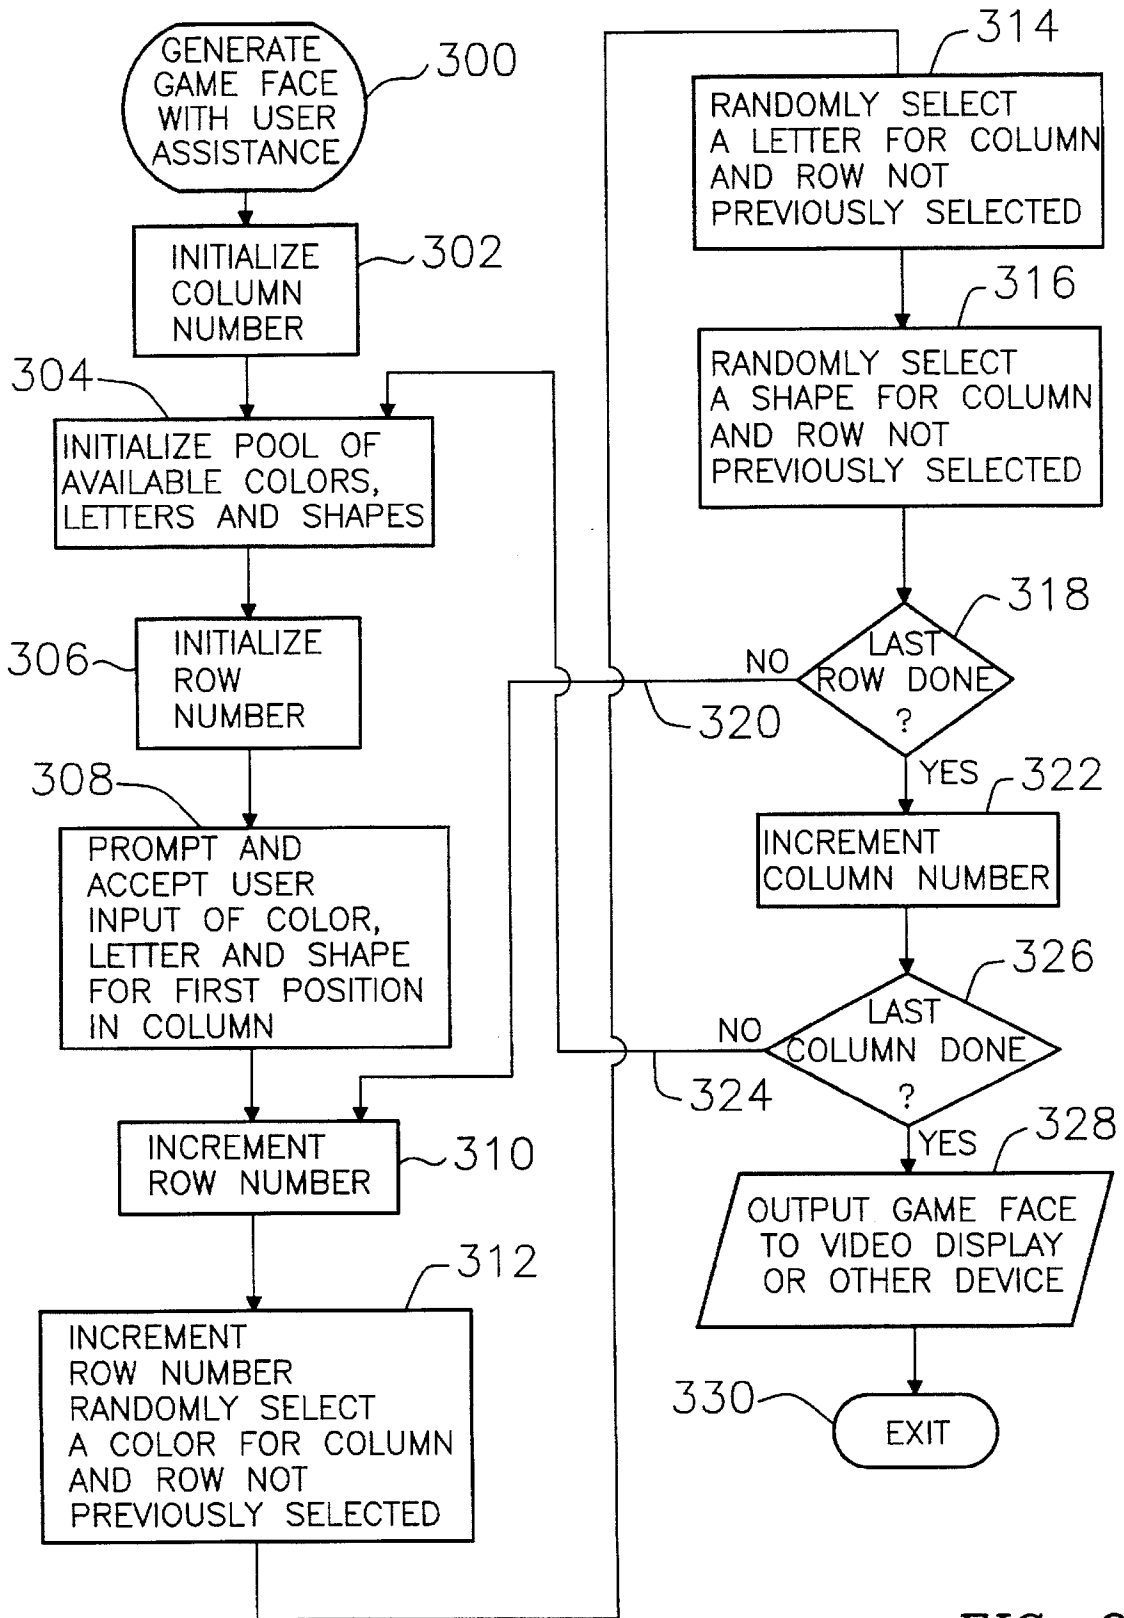 GENERATE
GAME FACE
WITH USER
ASSISTANCE
300
INITIALIZE
COLUMN
NUMBER
302
304
INITIALIZE POOL OF
AVAILABLE COLORS,
LETTERS AND SHAPES
306
INITIALIZE
ROW
NUMBER
308
PROMPT AND
ACCEPT USER
INPUT OF COLOR,
LETTER AND SHAPE
FOR FIRST POSITION
IN COLUMN
INCREMENT
ROW NUMBER
310
312
INCREMENT
ROW NUMBER
RANDOMLY SELECT
A COLOR FOR COLUMN
AND ROW NOT
PREVIOUSLY SELECTED
314
RANDOMLY SELECT
A LETTER FOR COLUMN
AND ROW NOT
PREVIOUSLY SELECTED
316
RANDOMLY SELECT
A SHAPE FOR COLUMN
AND ROW NOT
PREVIOUSLY SELECTED
318
LAST
ROW DONE
?
NO
320
YES
322
INCREMENT
COLUMN NUMBER
326
LAST
COLUMN DONE
?
NO
324
YES
328
OUTPUT GAME FACE
TO VIDEO DISPLAY
OR OTHER DEVICE
330
EXIT